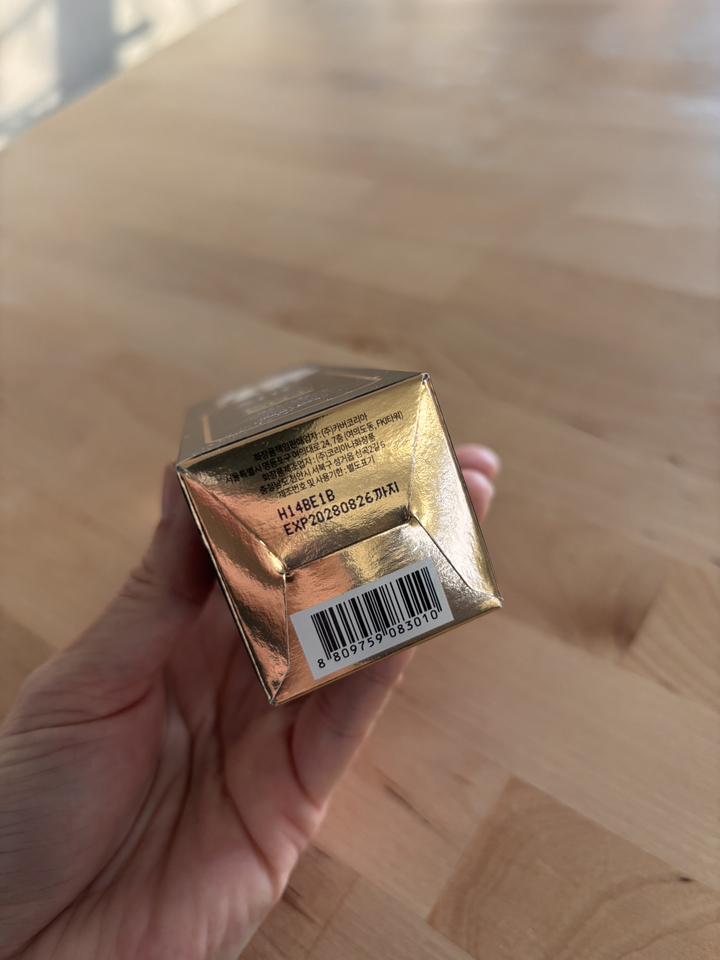 화장품책임판매업자 : (주)카버코리아
서울특별시 영등포구 여의대로 24, 7층 (여의도동, FKI타워)
화장품제조업자 : (주)코리아나화장품
충청남도 천안시 서북구 성거읍 삼곡2길 6
제조번호 및 사용기한 : 별도표기
H14BE1B
EXP20280826까지
8 809759 083010